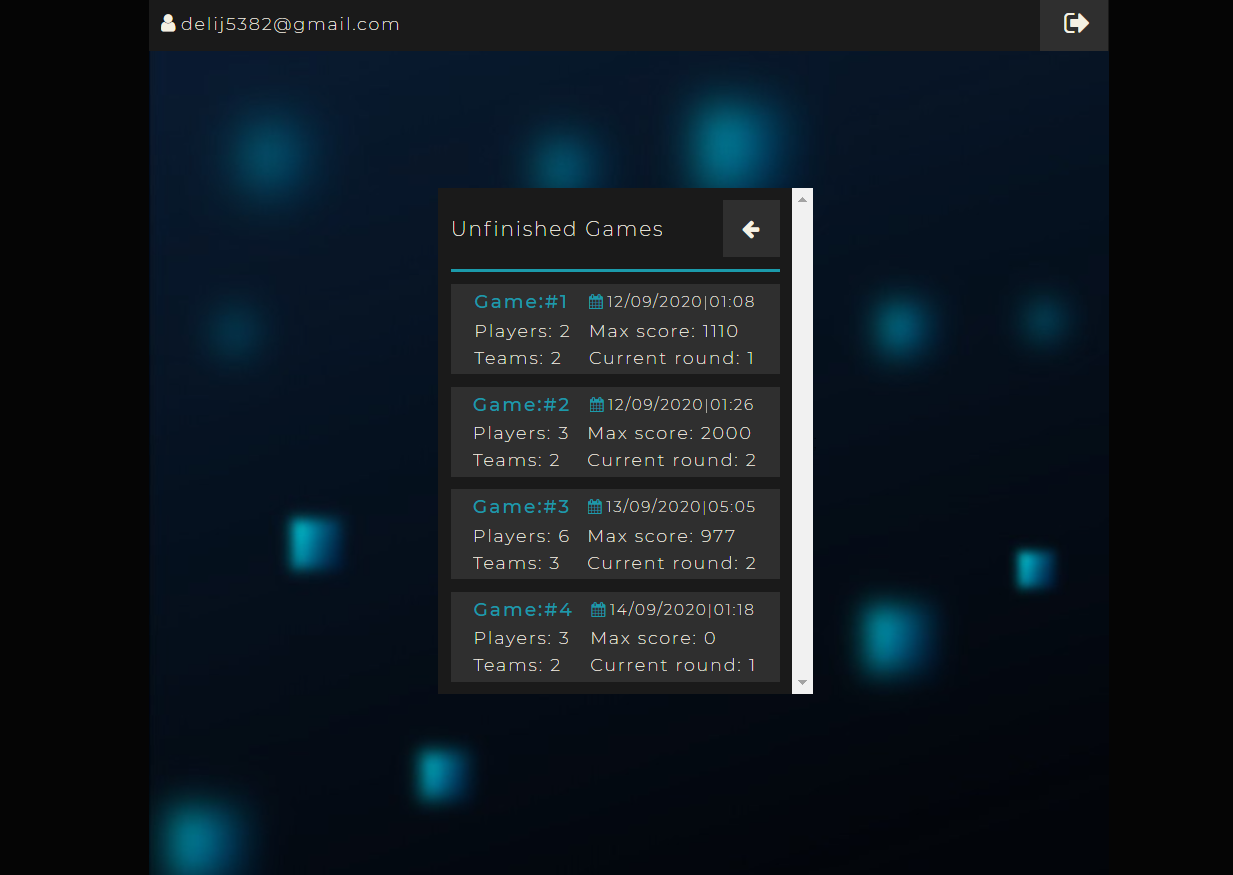 delij5382@gmail.com
Unfinished Games
Game:#1 12/09/2020|01:08
Players: 2 Max score: 1110
Teams: 2 Current round: 1
Game:#2 12/09/2020|01:26
Players: 3 Max score: 2000
Teams: 2 Current round: 2
Game:#3 13/09/2020|05:05
Players: 6 Max score: 977
Teams: 3 Current round: 2
Game:#4 14/09/2020|01:18
Players: 3 Max score: 0
Teams: 2 Current round: 1